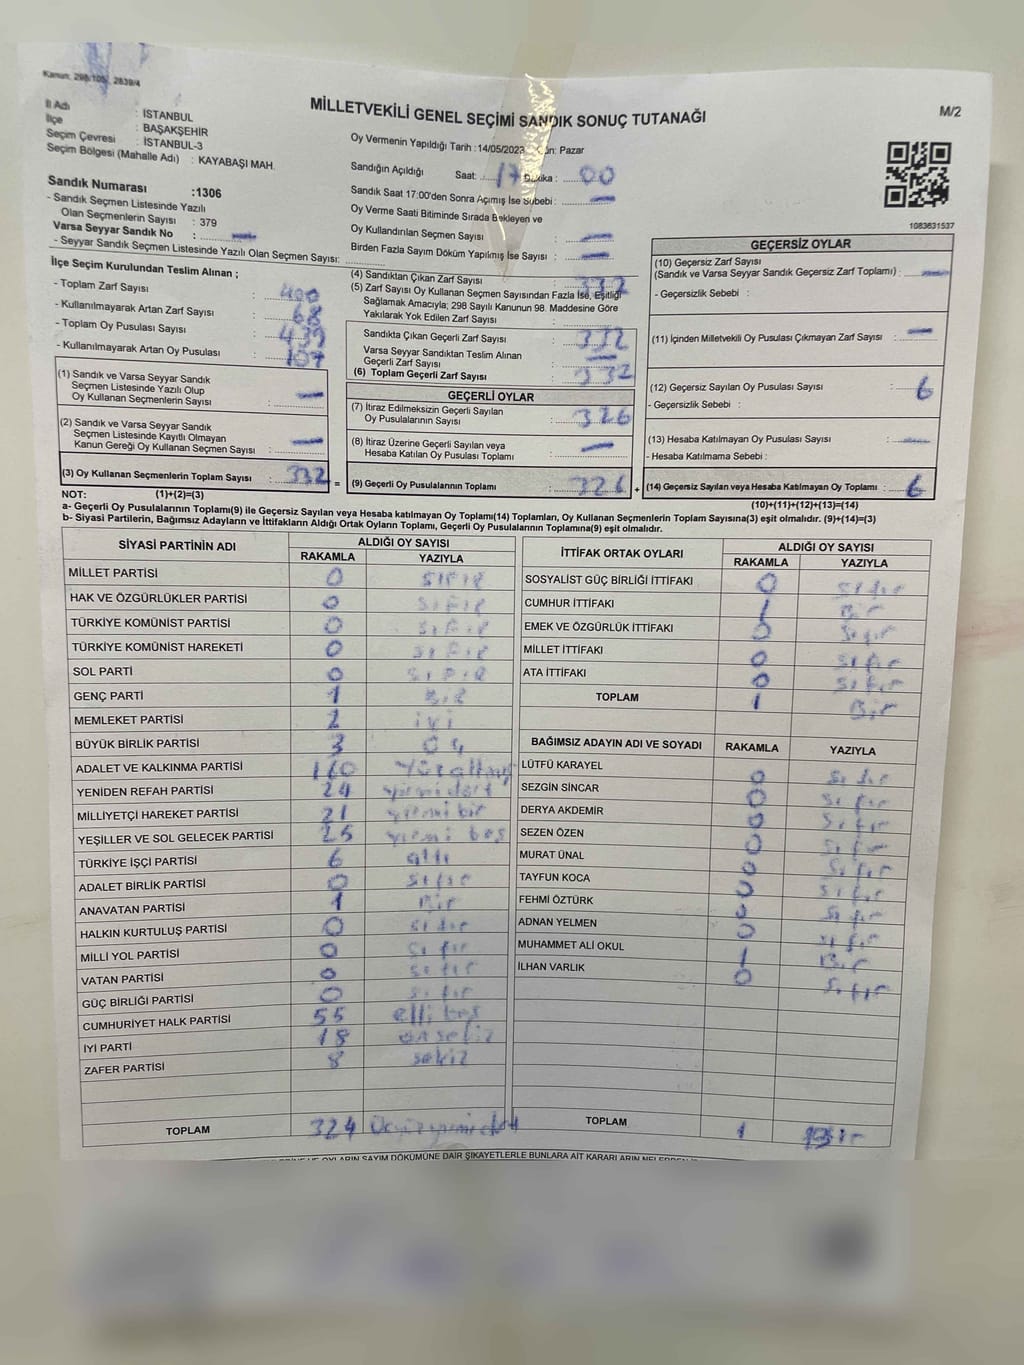 Kanun: 298/105, 2839/4
MİLLETVEKİLİ GENEL SEÇİMİ SANDIK SONUÇ TUTANAĞI
M/2
İl Adı : İSTANBUL
İlçe : BAŞAKŞEHİR
Seçim Çevresi : İSTANBUL-3
Seçim Bölgesi (Mahalle Adı) : KAYABAŞI MAH.
Sandık Numarası :1306
- Sandık Seçmen Listesinde Yazılı
Olan Seçmenlerin Sayısı : 379
Varsa Seyyar Sandık No : —
- Seyyar Sandık Seçmen Listesinde Yazılı Olan Seçmen Sayısı:
Oy Vermenin Yapıldığı Tarih :14/05/2023 Gün: Pazar
Sandığın Açıldığı Saat: 17 Dakika : 00
Sandık Saat 17:00'den Sonra Açılmış İse Sebebi : —
Oy Verme Saati Bitiminde Sırada Bekleyen ve
Oy Kullandırılan Seçmen Sayısı : —
Birden Fazla Sayım Döküm Yapılmış İse Sayısı : —
1083631537
İlçe Seçim Kurulundan Teslim Alınan ;
- Toplam Zarf Sayısı : 400
- Kullanılmayarak Artan Zarf Sayısı : 68
- Toplam Oy Pusulası Sayısı : 439
- Kullanılmayarak Artan Oy Pusulası : 107
(1) Sandık ve Varsa Seyyar Sandık
Seçmen Listesinde Yazılı Olup
Oy Kullanan Seçmenlerin Sayısı : —
(2) Sandık ve Varsa Seyyar Sandık
Seçmen Listesinde Kayıtlı Olmayan
Kanun Gereği Oy Kullanan Seçmen Sayısı : —
(3) Oy Kullanan Seçmenlerin Toplam Sayısı : 332 =
(4) Sandıktan Çıkan Zarf Sayısı : 332
(5) Zarf Sayısı Oy Kullanan Seçmen Sayısından Fazla İse, Eşitliği
Sağlamak Amacıyla; 298 Sayılı Kanunun 98. Maddesine Göre
Yakılarak Yok Edilen Zarf Sayısı :
Sandıkta Çıkan Geçerli Zarf Sayısı : 332
Varsa Seyyar Sandıktan Teslim Alınan
Geçerli Zarf Sayısı : —
(6) Toplam Geçerli Zarf Sayısı : 332
GEÇERLİ OYLAR
(7) İtiraz Edilmeksizin Geçerli Sayılan
Oy Pusulalarının Sayısı : 326
(8) İtiraz Üzerine Geçerli Sayılan veya
Hesaba Katılan Oy Pusulası Toplamı : —
(9) Geçerli Oy Pusulalarının Toplamı : 326 +
GEÇERSİZ OYLAR
(10) Geçersiz Zarf Sayısı
(Sandık ve Varsa Seyyar Sandık Geçersiz Zarf Toplamı) : —
- Geçersizlik Sebebi :
(11) İçinden Milletvekili Oy Pusulası Çıkmayan Zarf Sayısı : —
(12) Geçersiz Sayılan Oy Pusulası Sayısı : 6
- Geçersizlik Sebebi :
(13) Hesaba Katılmayan Oy Pusulası Sayısı : —
- Hesaba Katılmama Sebebi :
(14) Geçersiz Sayılan veya Hesaba Katılmayan Oy Toplamı : 6
NOT: (1)+(2)=(3)
(10)+(11)+(12)+(13)=(14)
a- Geçerli Oy Pusulalarının Toplamı(9) ile Geçersiz Sayılan veya Hesaba katılmayan Oy Toplamı(14) Toplamları, Oy Kullanan Seçmenlerin Toplam Sayısına(3) eşit olmalıdır. (9)+(14)=(3)
b- Siyasi Partilerin, Bağımsız Adayların ve İttifakların Aldığı Ortak Oyların Toplamı, Geçerli Oy Pusulalarının Toplamına(9) eşit olmalıdır.
SİYASİ PARTİNİN ADI ALDIĞI OY SAYISI
RAKAMLA YAZIYLA
MİLLET PARTİSİ 0 SIFIR
HAK VE ÖZGÜRLÜKLER PARTİSİ 0 SIFIR
TÜRKİYE KOMÜNİST PARTİSİ 0 SIFIR
TÜRKİYE KOMÜNİST HAREKETİ 0 SIFIR
SOL PARTİ 0 SIFIR
GENÇ PARTİ 1 BİR
MEMLEKET PARTİSİ 2 iki
BÜYÜK BİRLİK PARTİSİ 3 üç
ADALET VE KALKINMA PARTİSİ 160 Yüzaltmış
YENİDEN REFAH PARTİSİ 24 yirmi dört
MİLLİYETÇİ HAREKET PARTİSİ 21 yirmi bir
YEŞİLLER VE SOL GELECEK PARTİSİ 25 yirmi beş
TÜRKİYE İŞÇİ PARTİSİ 6 altı
ADALET BİRLİK PARTİSİ 0 sıfır
ANAVATAN PARTİSİ 1 Bir
HALKIN KURTULUŞ PARTİSİ 0 sıfır
MİLLİ YOL PARTİSİ 0 sıfır
VATAN PARTİSİ 0 sıfır
GÜÇ BİRLİĞİ PARTİSİ 0 sıfır
CUMHURİYET HALK PARTİSİ 55 elli beş
İYİ PARTİ 18 on sekiz
ZAFER PARTİSİ 8 sekiz
TOPLAM 324 Üçyüzyirmidört
İTTİFAK ORTAK OYLARI ALDIĞI OY SAYISI
RAKAMLA YAZIYLA
SOSYALİST GÜÇ BİRLİĞİ İTTİFAKI 0 sıfır
CUMHUR İTTİFAKI 1 Bir
EMEK VE ÖZGÜRLÜK İTTİFAKI 0 sıfır
MİLLET İTTİFAKI 0 sıfır
ATA İTTİFAKI 0 sıfır
TOPLAM 1 Bir
BAĞIMSIZ ADAYIN ADI VE SOYADI RAKAMLA YAZIYLA
LÜTFÜ KARAYEL 0 sıfır
SEZGİN SİNCAR 0 sıfır
DERYA AKDEMİR 0 sıfır
SEZEN ÖZEN 0 sıfır
MURAT ÜNAL 0 sıfır
TAYFUN KOCA 0 sıfır
FEHMİ ÖZTÜRK 0 sıfır
ADNAN YELMEN 0 sıfır
MUHAMMET ALİ OKUL 1 Bir
İLHAN VARLIK 0 sıfır
TOPLAM 1 Bir
OYLARIN SAYIM DÖKÜMÜNE DAİR ŞİKAYETLERLE BUNLARA AİT KARARLARIN